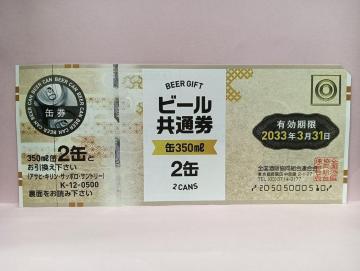 BEER CAN BEER CAN BEER CAN
缶券
350mℓ缶2缶と
お引換え下さい
(アサヒ・キリン・サッポロ・サントリー)
K-12-0500
裏面をお読み下さい
BEER GIFT
ビール
共通券
缶350mℓ
2缶
2 CANS
有効期限
2033年3月31日
全国酒販協同組合連合会